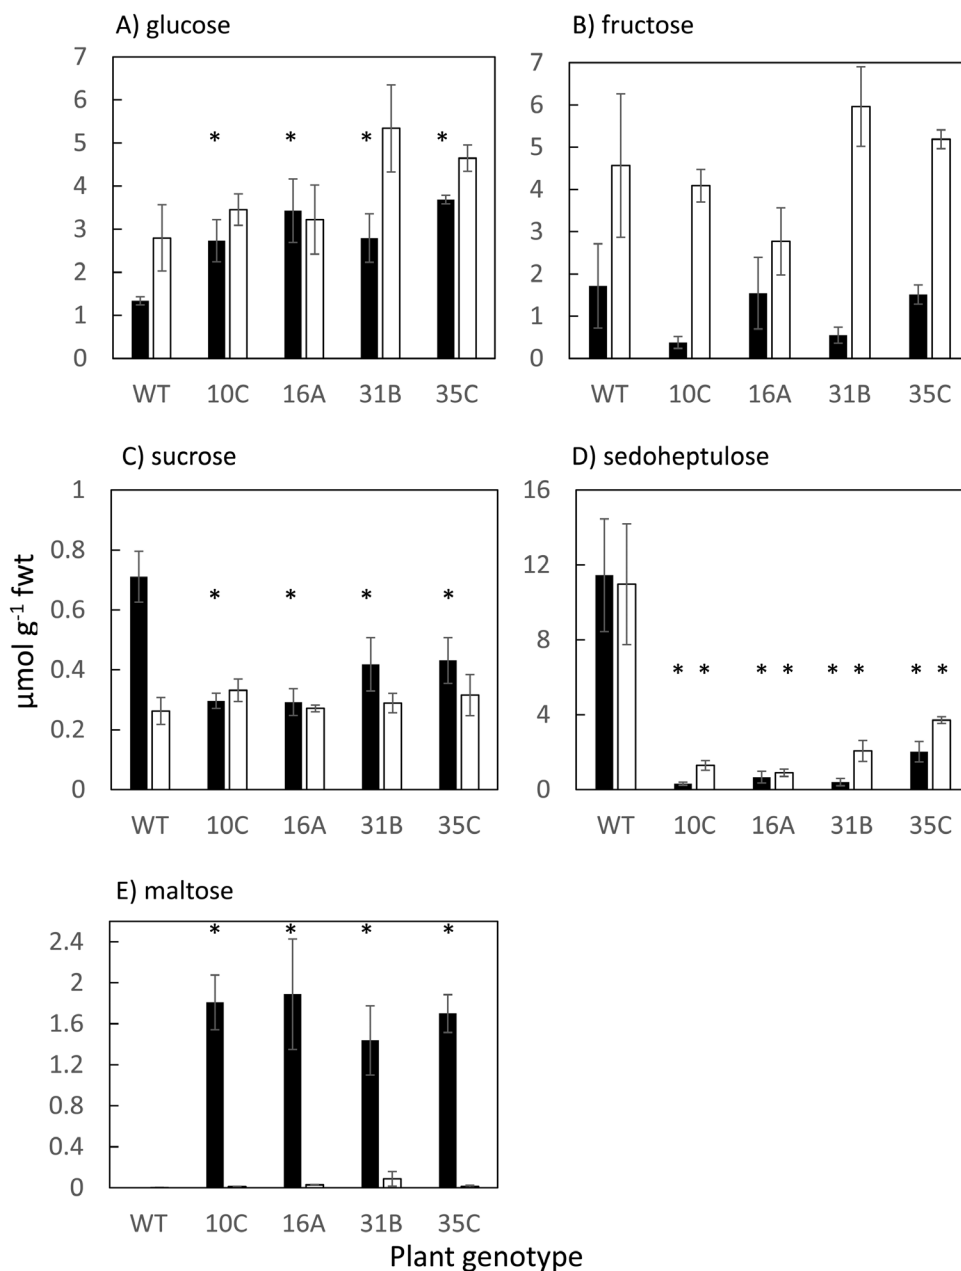 A) glucose
7
6
5
4
3
2
1
0
* * * *
WT 10C 16A 31B 35C
B) fructose
7
6
5
4
3
2
1
0
WT 10C 16A 31B 35C
C) sucrose
1
0.8
0.6
0.4
0.2
0
* * * *
WT 10C 16A 31B 35C
D) sedoheptulose
16
12
8
4
0
* * * * * * * *
WT 10C 16A 31B 35C
µmol g⁻¹ fwt
E) maltose
2.4
2
1.6
1.2
0.8
0.4
0
* * * *
WT 10C 16A 31B 35C
Plant genotype